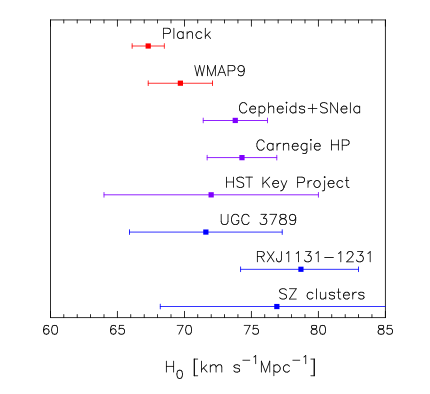 Planck
WMAP9
Cepheids+SNeIa
Carnegie HP
HST Key Project
UGC 3789
RXJ1131−1231
SZ clusters
60 65 70 75 80 85
H₀ [km s⁻¹Mpc⁻¹]